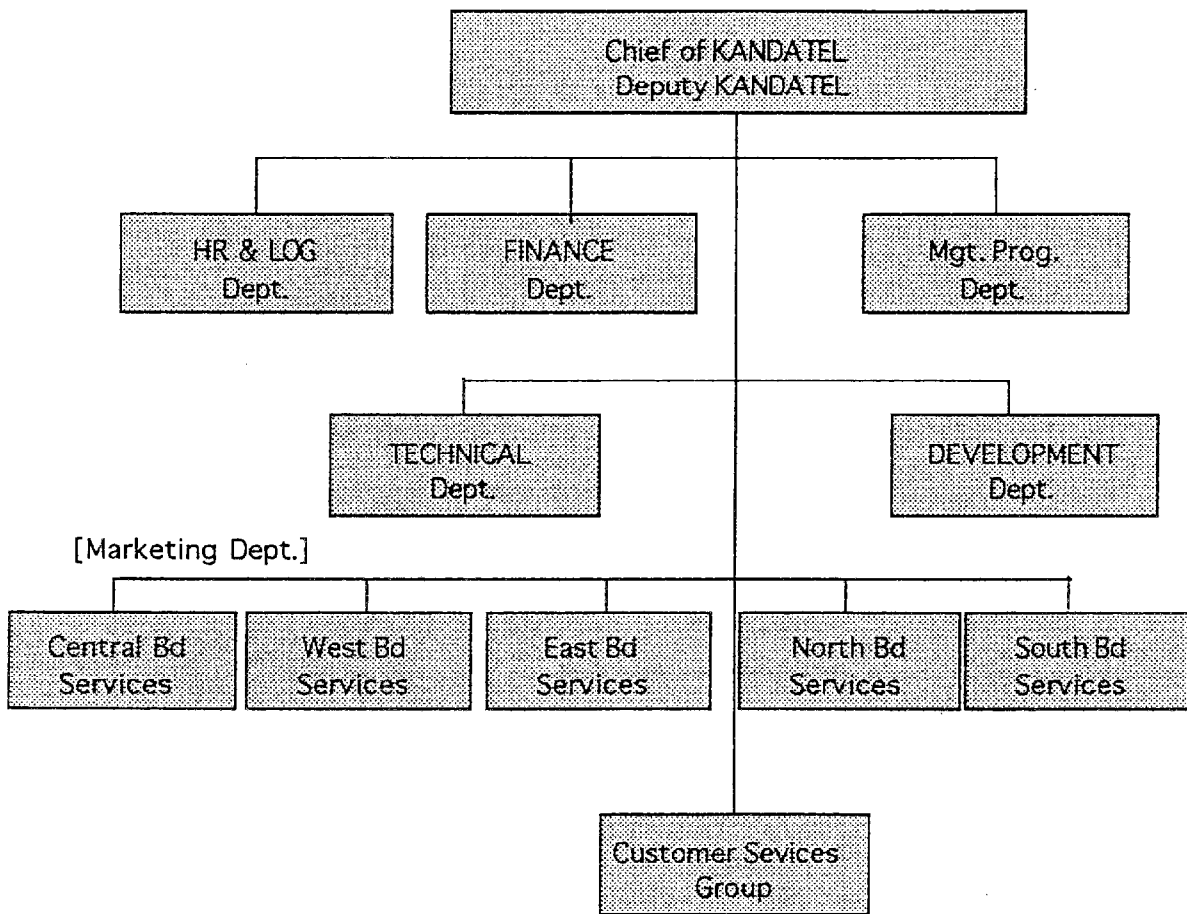 Chief of KANDATEL
Deputy KANDATEL
HR & LOG
Dept.
FINANCE
Dept.
Mgt. Prog.
Dept.
TECHNICAL
Dept.
DEVELOPMENT
Dept.
[Marketing Dept.]
Central Bd
Services
West Bd
Services
East Bd
Services
North Bd
Services
South Bd
Services
Customer Sevices
Group